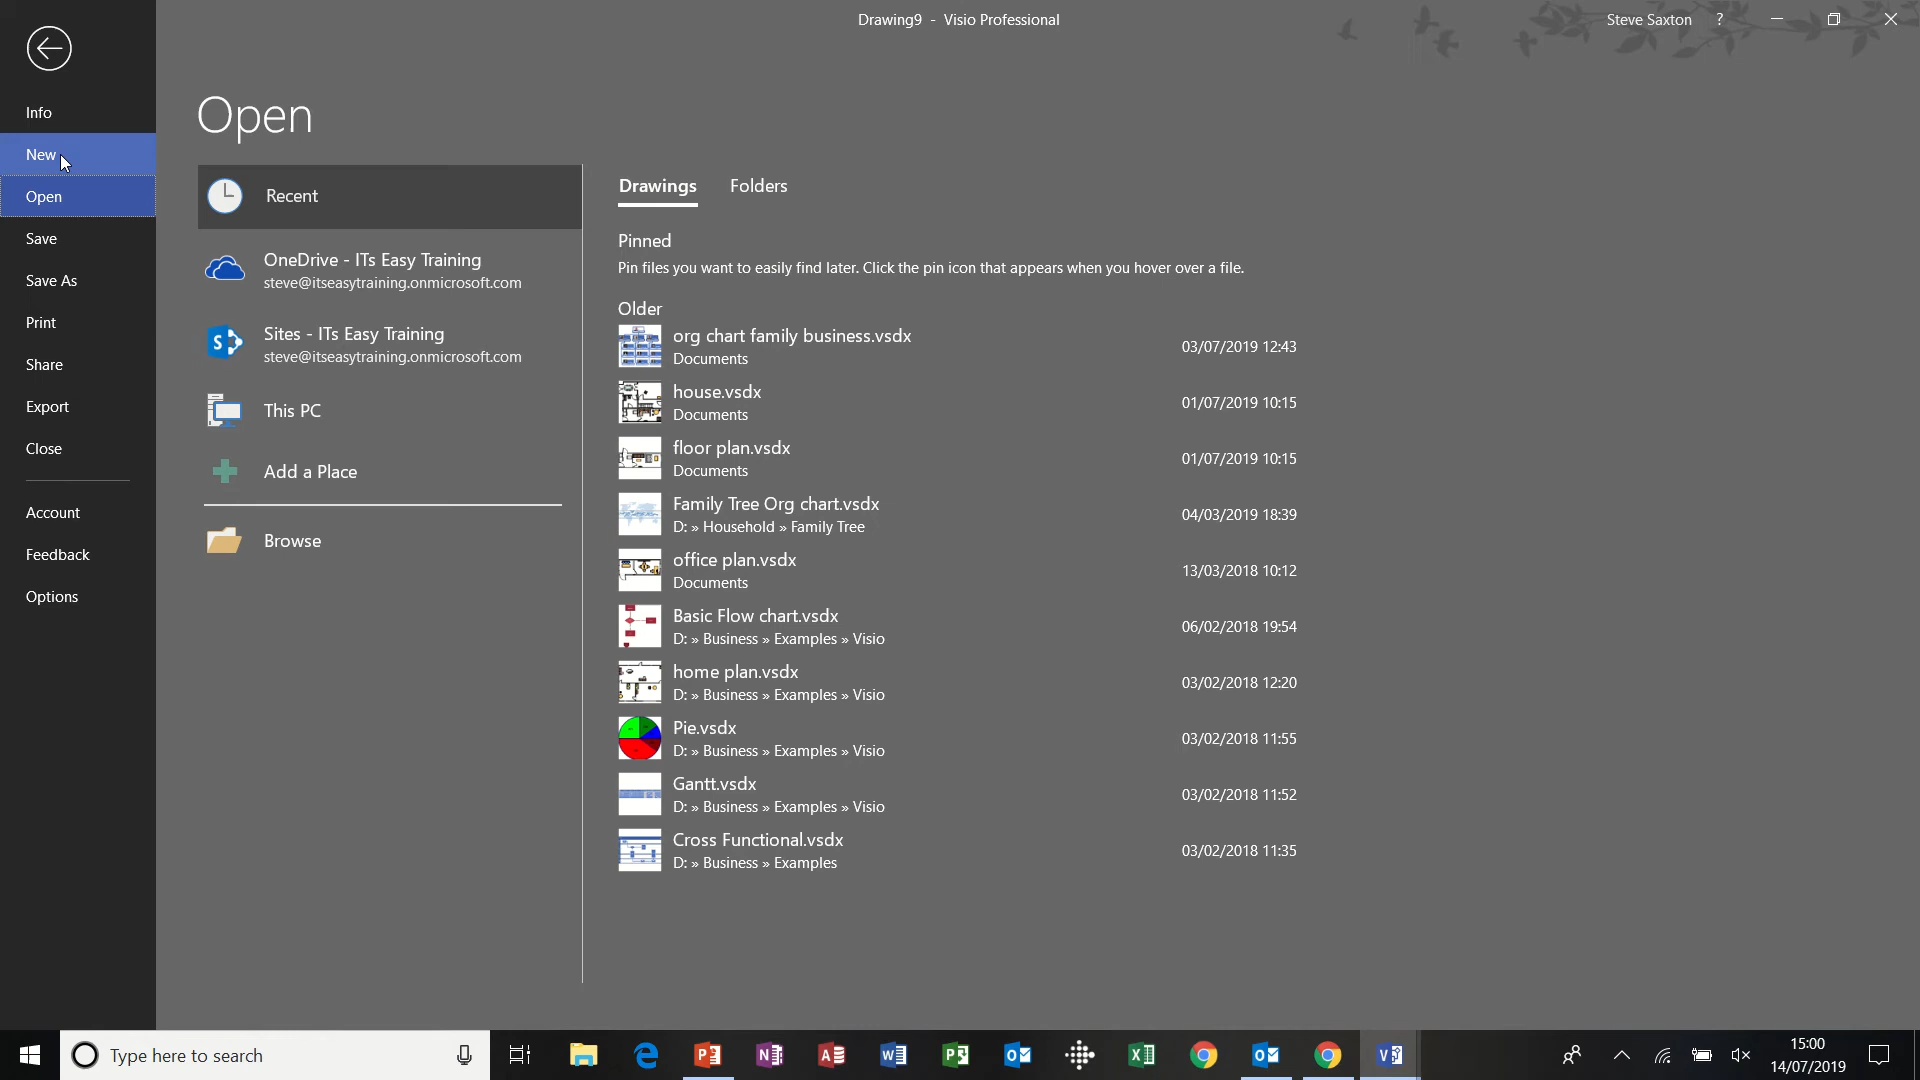 Drawing9 - Visio Professional
Steve Saxton
?
Info
New
Open
Save
Save As
Print
Share
Export
Close
Account
Feedback
Options
Open
Recent
OneDrive - ITs Easy Training
steve@itseasytraining.onmicrosoft.com
Sites - ITs Easy Training
steve@itseasytraining.onmicrosoft.com
This PC
Add a Place
Browse
Drawings Folders
Pinned
Pin files you want to easily find later. Click the pin icon that appears when you hover over a file.
Older
org chart family business.vsdx
Documents
03/07/2019 12:43
house.vsdx
Documents
01/07/2019 10:15
floor plan.vsdx
Documents
01/07/2019 10:15
Family Tree Org chart.vsdx
D: » Household » Family Tree
04/03/2019 18:39
office plan.vsdx
Documents
13/03/2018 10:12
Basic Flow chart.vsdx
D: » Business » Examples » Visio
06/02/2018 19:54
home plan.vsdx
D: » Business » Examples » Visio
03/02/2018 12:20
Pie.vsdx
D: » Business » Examples » Visio
03/02/2018 11:55
Gantt.vsdx
D: » Business » Examples » Visio
03/02/2018 11:52
Cross Functional.vsdx
D: » Business » Examples
03/02/2018 11:35
Type here to search
15:00
14/07/2019